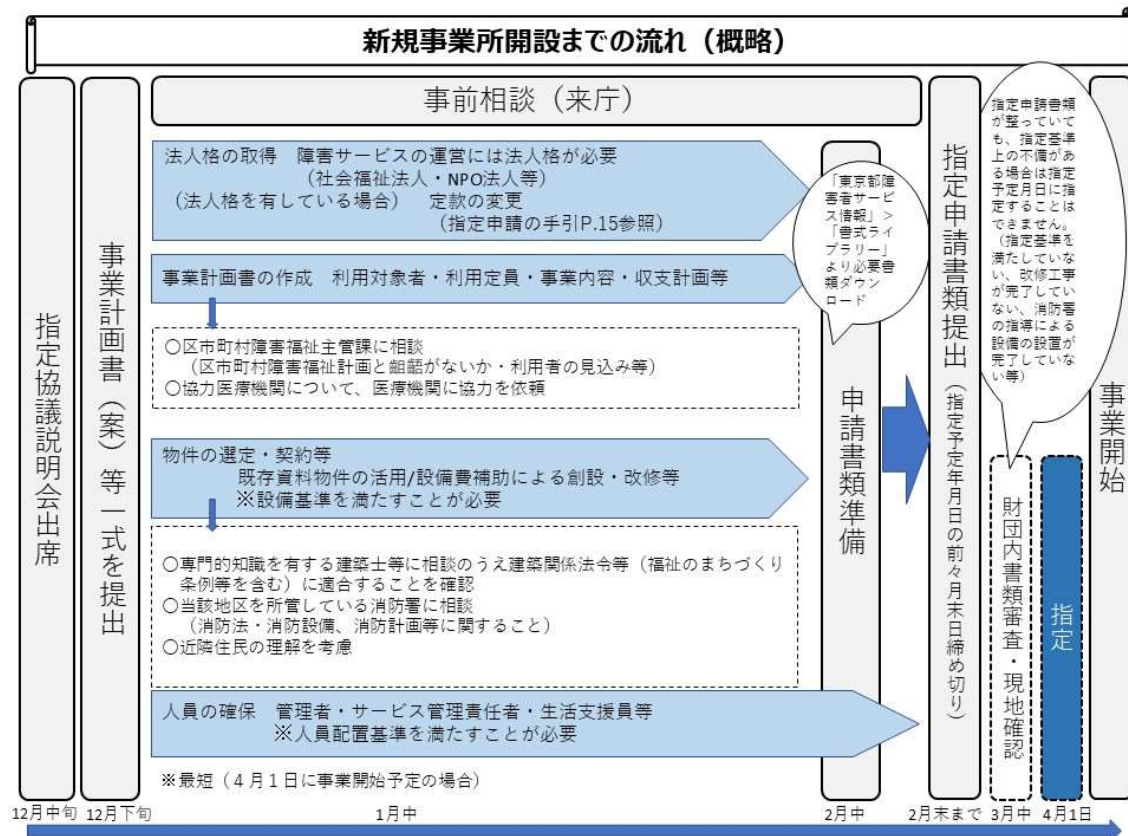 新規事業所開設までの流れ（概略）
指定協議説明会出席
事業計画書（案）等一式を提出
事前相談（来庁）
法人格の取得　障害サービスの運営には法人格が必要
（社会福祉法人・NPO法人等）
（法人格を有している場合）　定款の変更
（指定申請の手引P.15参照）
事業計画書の作成　利用対象者・利用定員・事業内容・収支計画等
○区市町村障害福祉主管課に相談
（区市町村障害福祉計画と齟齬がないか・利用者の見込み等）
○協力医療機関について、医療機関に協力を依頼
物件の選定・契約等
既存資料物件の活用/設備費補助による創設・改修等
※設備基準を満たすことが必要
○専門的知識を有する建築士等に相談のうえ建築関係法令等（福祉のまちづくり
条例等を含む）に適合することを確認
○当該地区を所管している消防署に相談
（消防法・消防設備、消防計画等に関すること）
○近隣住民の理解を考慮
人員の確保　管理者・サービス管理責任者・生活支援員等
※人員配置基準を満たすことが必要
※最短（４月１日に事業開始予定の場合）
「東京都障
害者サービ
ス情報」＞
「書式ライ
ブラリー」
より必要書
類ダウン
ロード
申請書類準備
指定申請書類提出（指定予定年月日の前々月末日締め切り）
指定申請書類
が整っていて
も、指定基準
上の不備があ
る場合は指定
予定月日に指
定することは
できません。
（指定基準を
満たしていな
い、改修工事
が完了してい
ない、消防署
の指導による
設備の設置が
完了していな
い等）
財団内書類審査・現地確認
指定
事業開始
12月中旬
12月下旬
1月中
2月中
2月末まで
3月中
4月1日